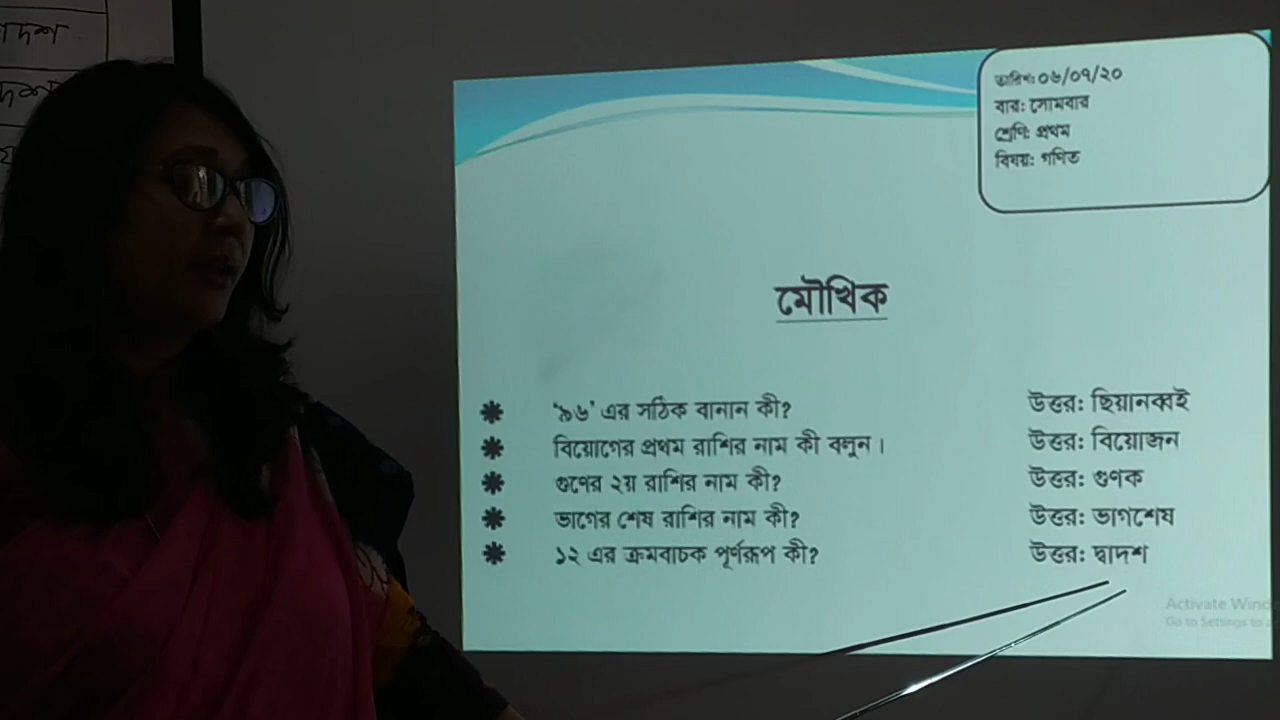 দশ
তারিখ: ০৬/০৭/২০
বার: সোমবার
শ্রেণি: প্রথম
বিষয়: গণিত
মৌখিক
‘৯৬’ এর সঠিক বানান কী? উত্তর: ছিয়ানব্বই
বিয়োগের প্রথম রাশির নাম কী বলুন। উত্তর: বিয়োজন
গুণের ২য় রাশির নাম কী? উত্তর: গুণক
ভাগের শেষ রাশির নাম কী? উত্তর: ভাগশেষ
১২ এর ক্রমবাচক পূর্ণরূপ কী? উত্তর: দ্বাদশ
Activate
Go to Settings to